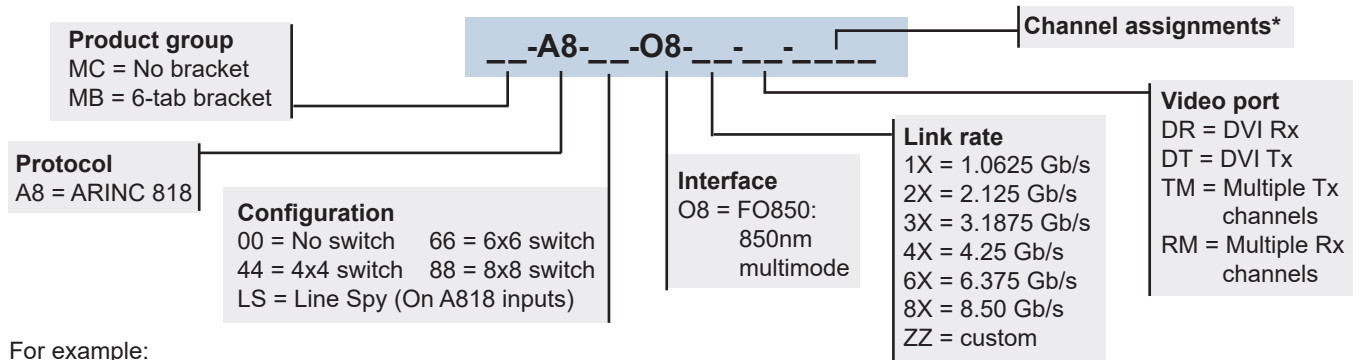 __-A8-__-O8-__-__-____
Channel assignments*
Product group
MC = No bracket
MB = 6-tab bracket
Protocol
A8 = ARINC 818
Configuration
00 = No switch 66 = 6x6 switch
44 = 4x4 switch 88 = 8x8 switch
LS = Line Spy (On A818 inputs)
Interface
O8 = FO850:
850nm
multimode
Link rate
1X = 1.0625 Gb/s
2X = 2.125 Gb/s
3X = 3.1875 Gb/s
4X = 4.25 Gb/s
6X = 6.375 Gb/s
8X = 8.50 Gb/s
ZZ = custom
Video port
DR = DVI Rx
DT = DVI Tx
TM = Multiple Tx
channels
RM = Multiple Rx
channels
For example: